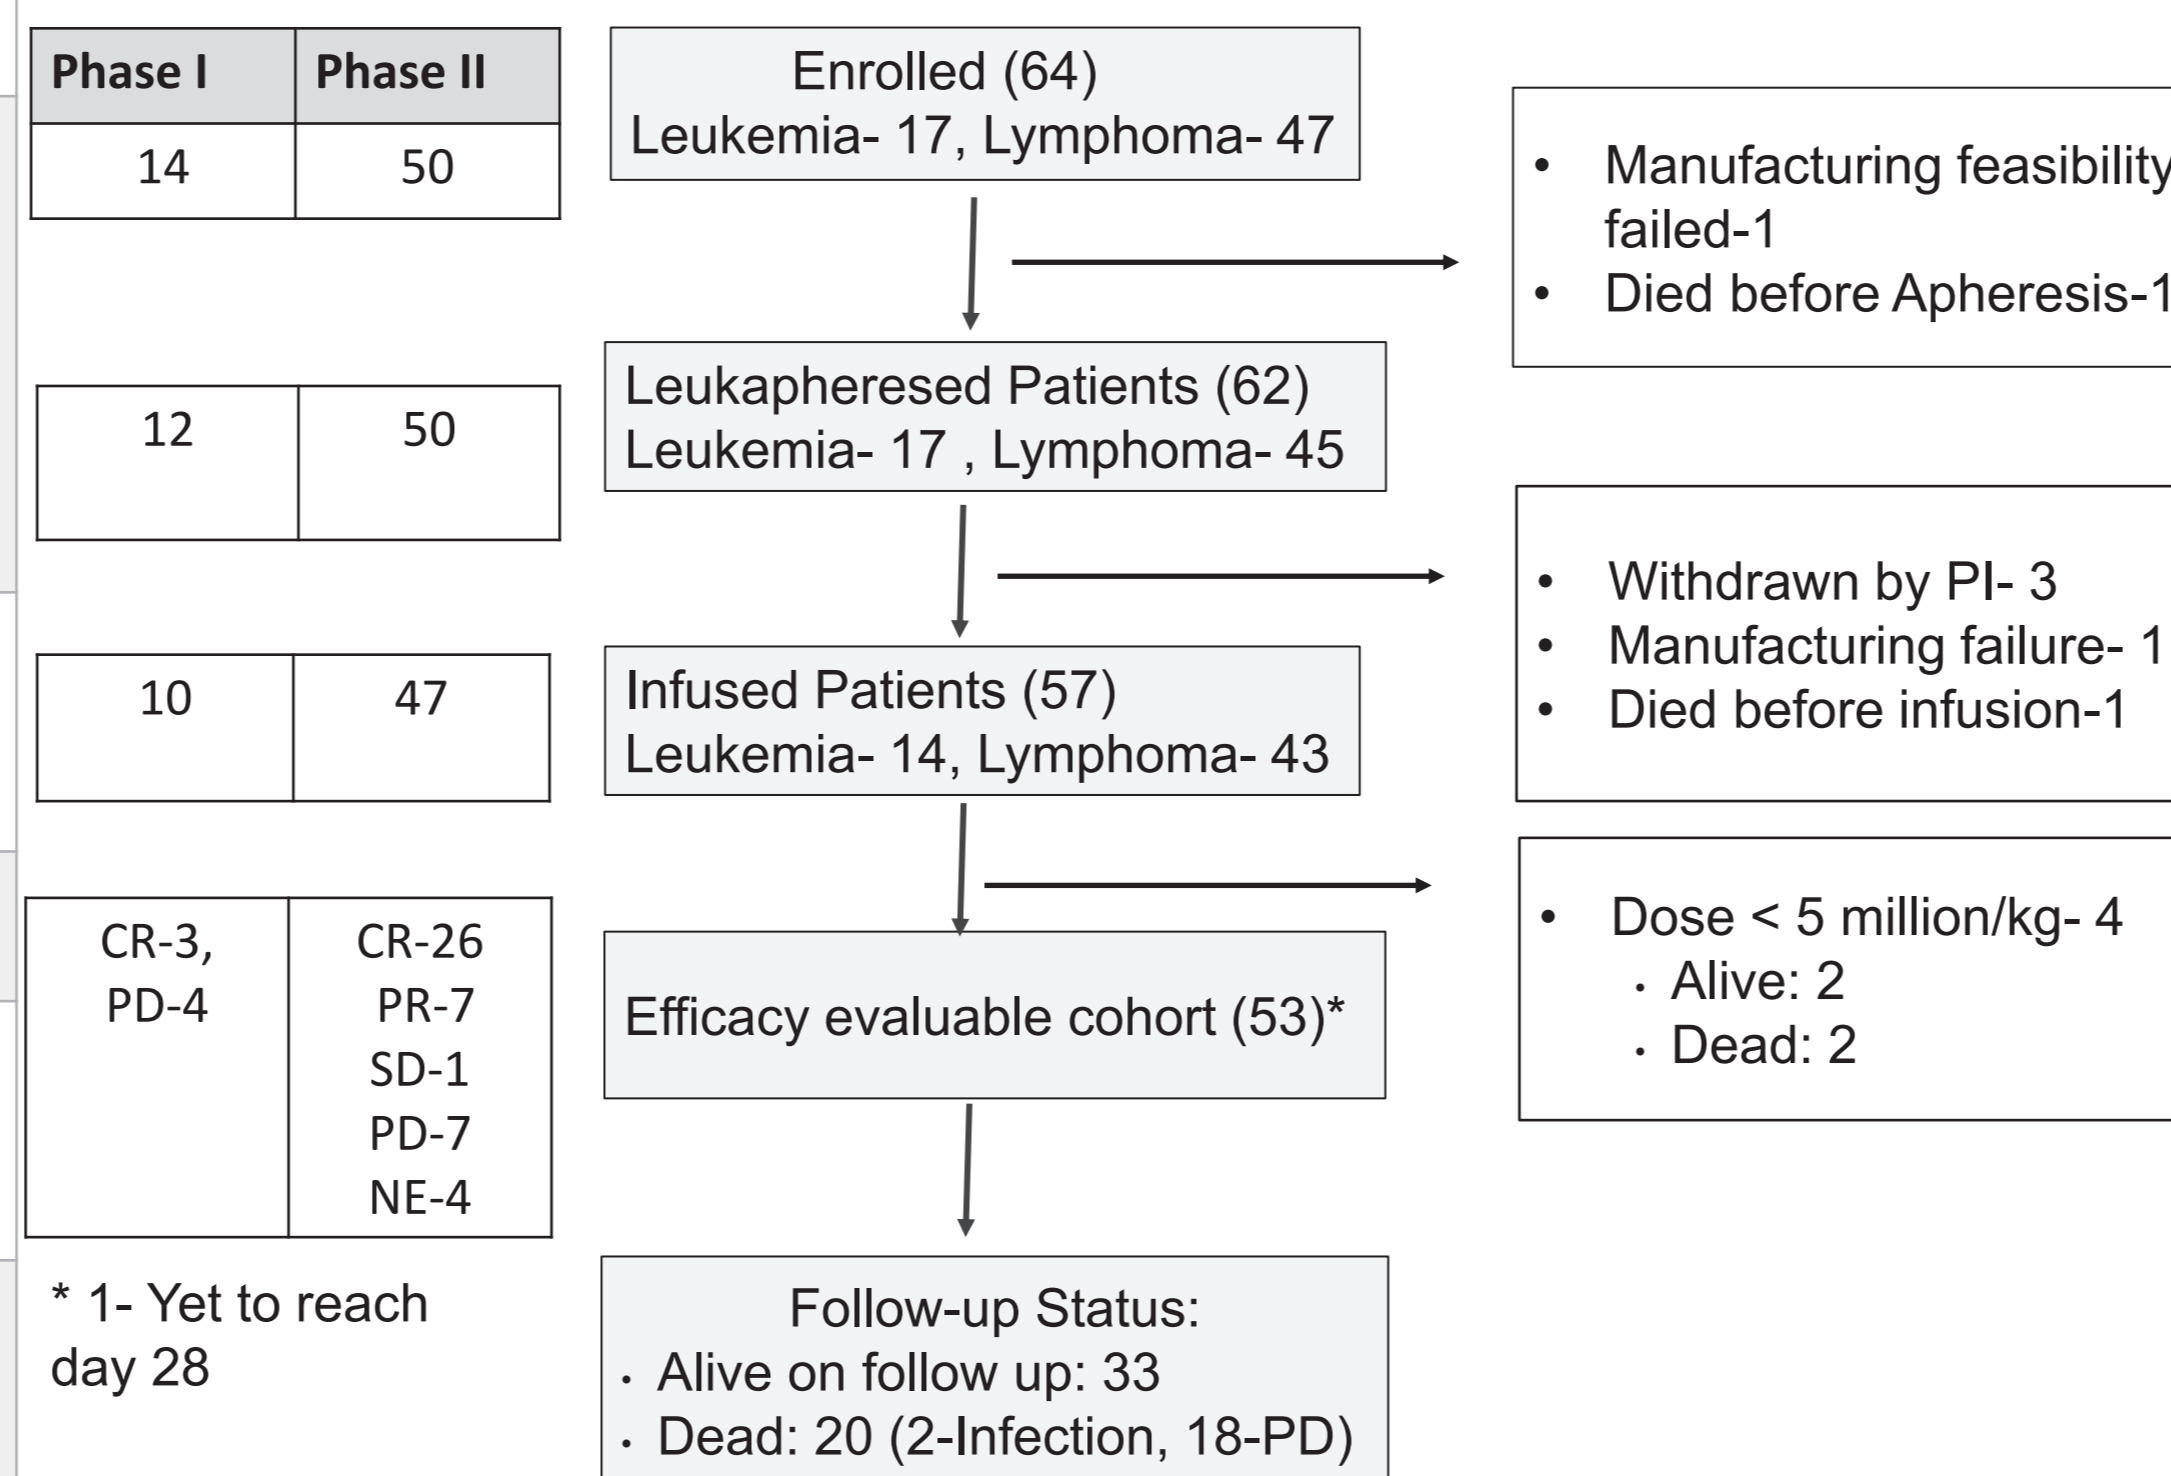 Phase I Phase II
14 50
Enrolled (64)
Leukemia- 17, Lymphoma- 47
• Manufacturing feasibility
failed-1
• Died before Apheresis-1
12 50
Leukapheresed Patients (62)
Leukemia- 17 , Lymphoma- 45
• Withdrawn by PI- 3
• Manufacturing failure- 1
• Died before infusion-1
10 47
Infused Patients (57)
Leukemia- 14, Lymphoma- 43
• Dose < 5 million/kg- 4
• Alive: 2
• Dead: 2
CR-3,
PD-4
CR-26
PR-7
SD-1
PD-7
NE-4
Efficacy evaluable cohort (53)*
* 1- Yet to reach
day 28
Follow-up Status:
• Alive on follow up: 33
• Dead: 20 (2-Infection, 18-PD)